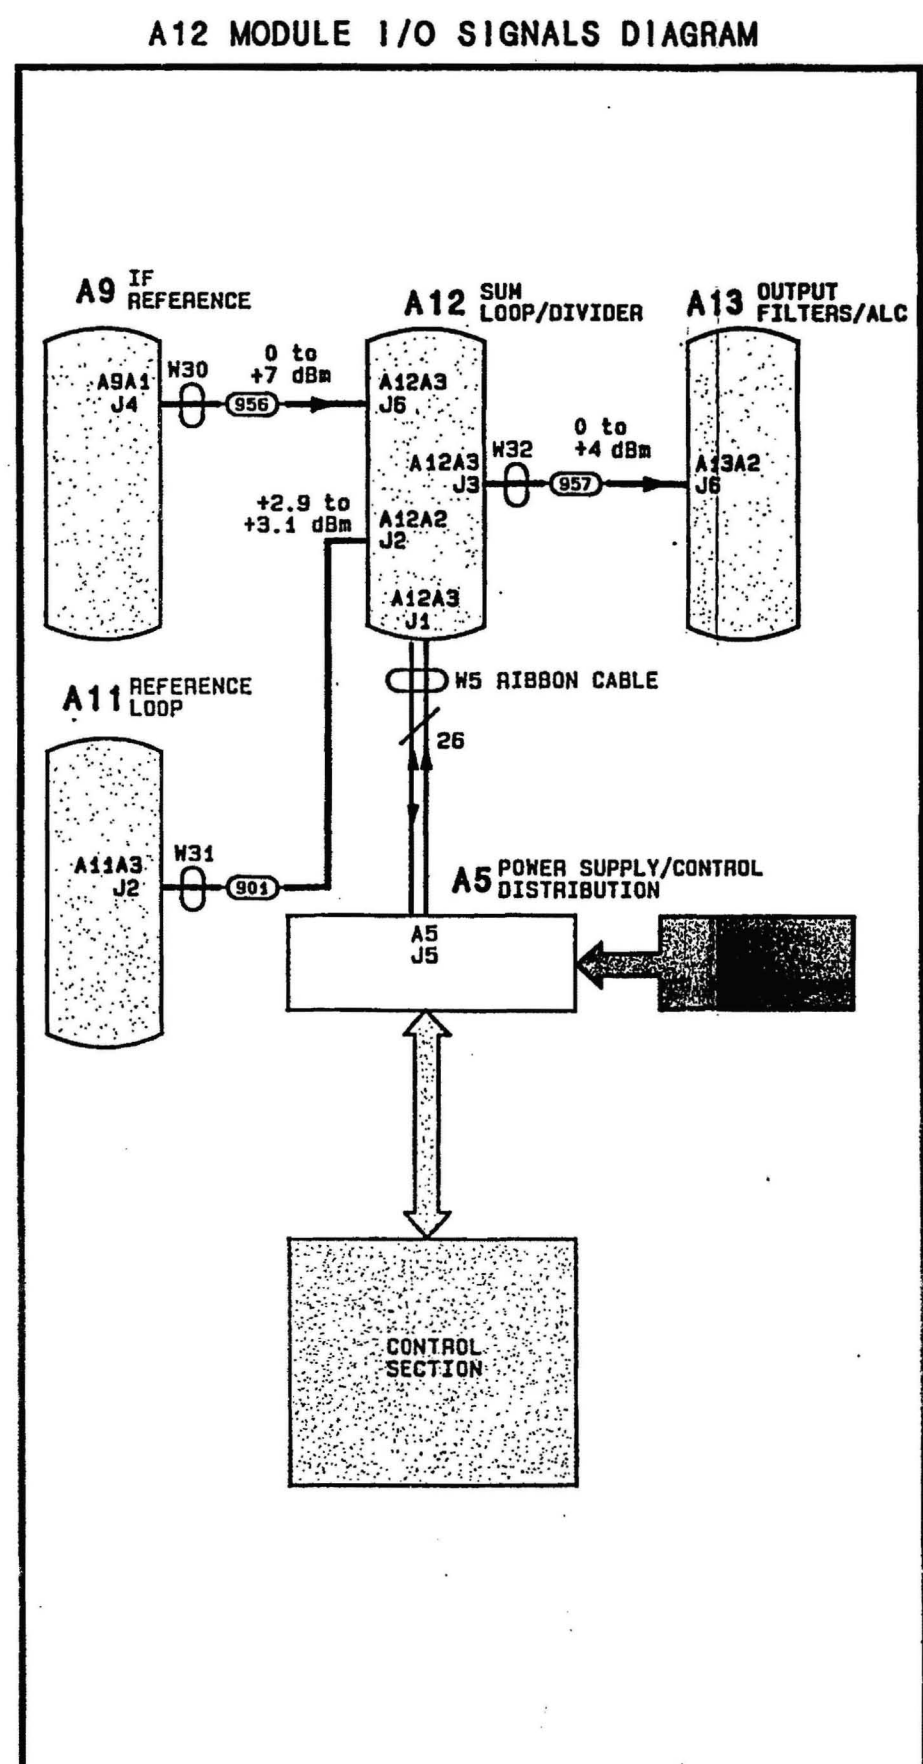 A12 MODULE I/O SIGNALS DIAGRAM
A9 IF
REFERENCE
A12 SUM
LOOP/DIVIDER
A13 OUTPUT
FILTERS/ALC
A9A1
J4
W30
0 to
+7 dBm
956
A12A3
J6
A12A3
J3
W32
0 to
+4 dBm
957
A13A2
J6
+2.9 to
+3.1 dBm
A12A2
J2
A12A3
J1
W5 RIBBON CABLE
26
A11 REFERENCE
LOOP
A11A3
J2
W31
901
A5 POWER SUPPLY/CONTROL
DISTRIBUTION
A5
J5
CONTROL
SECTION